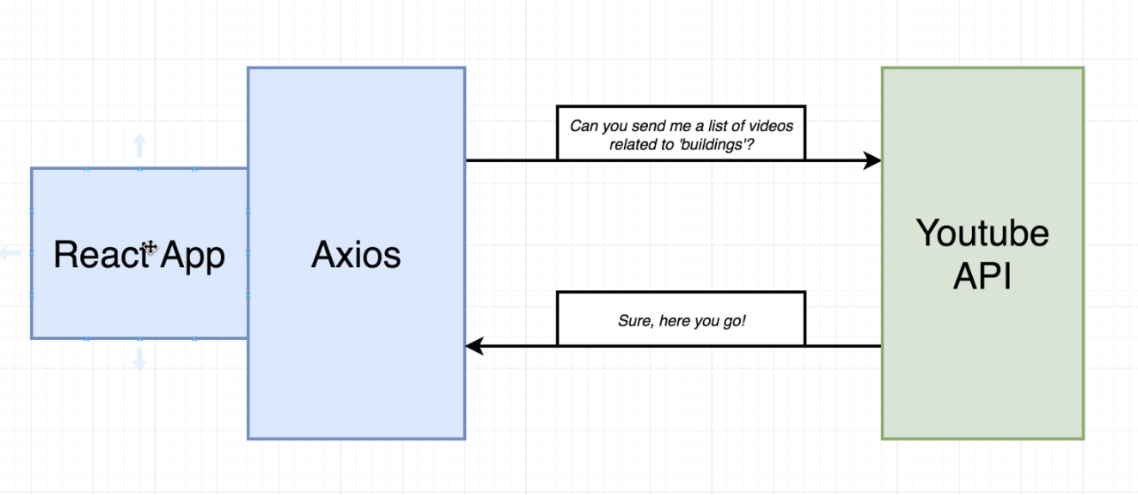 React App
Axios
Can you send me a list of videos
related to 'buildings'?
Sure, here you go!
Youtube
API